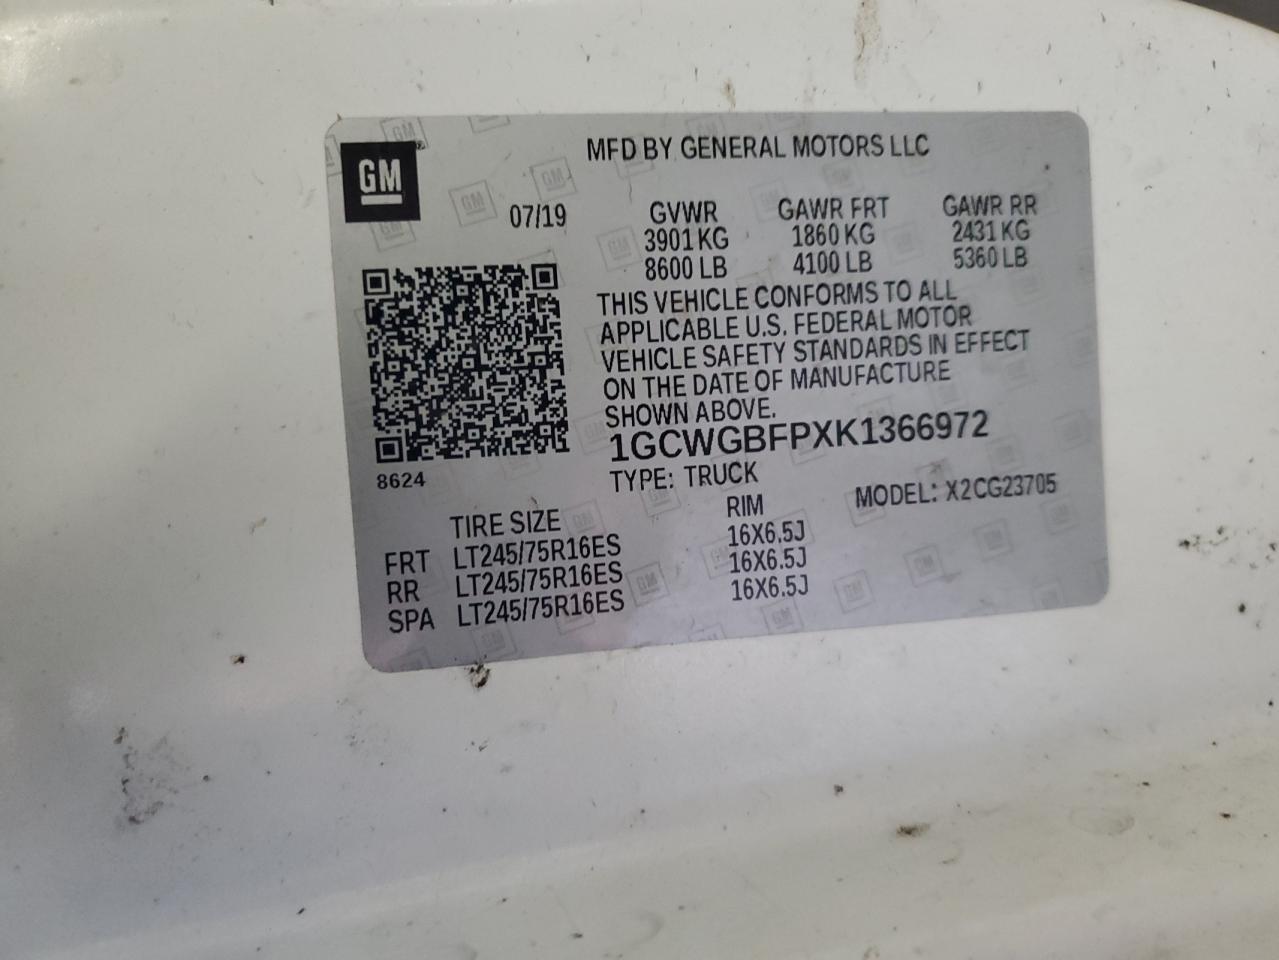 GM
MFD BY GENERAL MOTORS LLC
07/19
GVWR GAWR FRT GAWR RR
3901 KG 1860 KG 2431 KG
8600 LB 4100 LB 5360 LB
THIS VEHICLE CONFORMS TO ALL
APPLICABLE U.S. FEDERAL MOTOR
VEHICLE SAFETY STANDARDS IN EFFECT
ON THE DATE OF MANUFACTURE
SHOWN ABOVE.
1GCWGBFPXK1366972
8624
TYPE: TRUCK MODEL: X2CG23705
TIRE SIZE RIM
FRT LT245/75R16ES 16X6.5J
RR LT245/75R16ES 16X6.5J
SPA LT245/75R16ES 16X6.5J